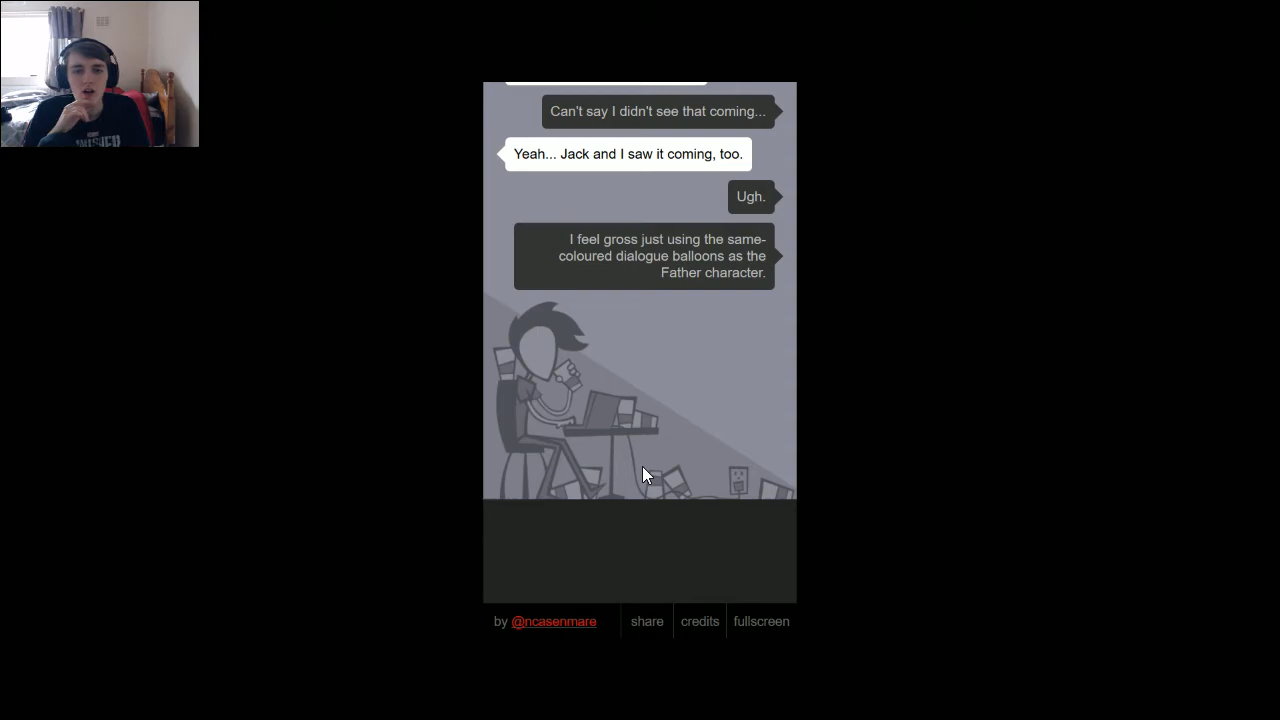 Can't say I didn't see that coming...
Yeah... Jack and I saw it coming, too.
Ugh.
I feel gross just using the same-
coloured dialogue balloons as the
Father character.
by @ncasenmare
share
credits
fullscreen